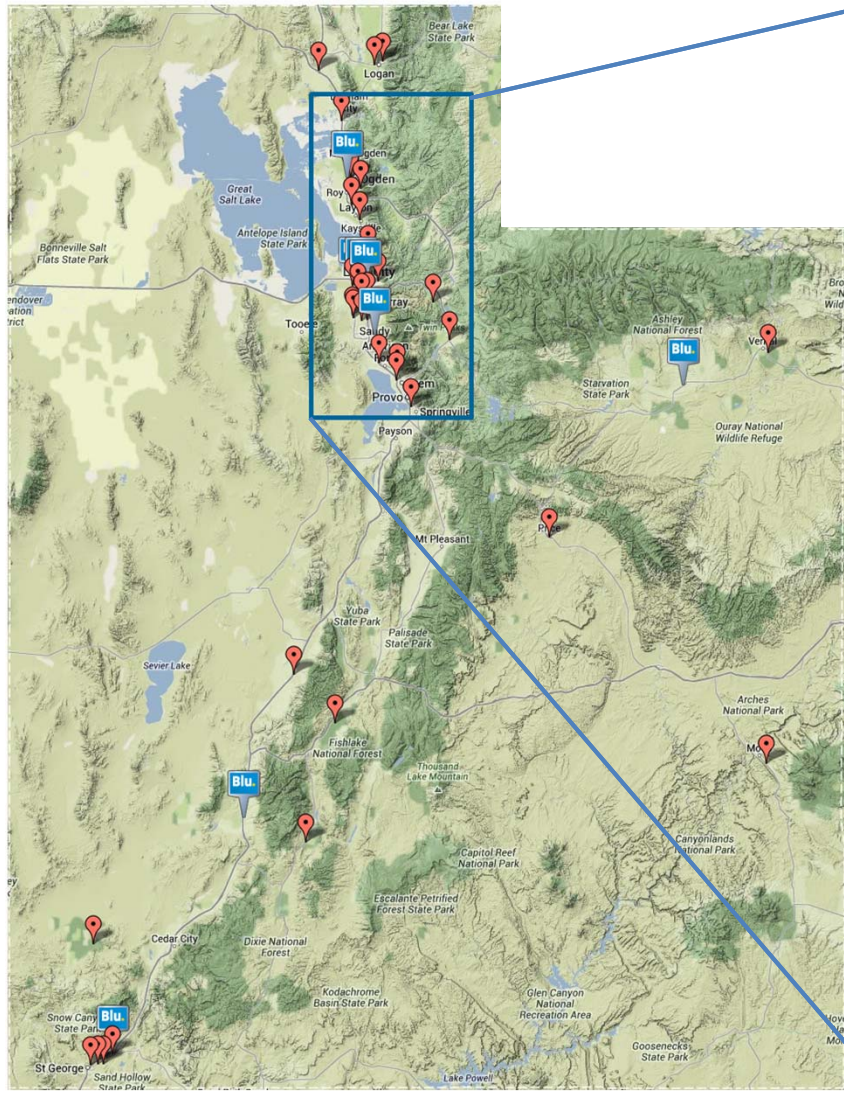 Bear Lake
State Park
Logan
Blu.
Ogden
Roy
Layton
Kaysville
Great
Salt Lake
Antelope Island
State Park
Blu.
Bonneville Salt
Flats State Park
Blu.
Tooele
Sandy
Ashley
National Forest
Vernal
Blu.
Starvation
State Park
Provo
Springville
Ouray National
Wildlife Refuge
Payson
Price
Mt Pleasant
Yuba
State Park
Palisade
State Park
Sevier Lake
Arches
National Park
Fishlake
National Forest
Thousand
Lake Mountain
Blu.
Canyonlands
National Park
Capitol Reef
National Park
Escalante Petrified
Forest State Park
Cedar City
Dixie National
Forest
Kodachrome
Basin State Park
Glen Canyon
National
Recreation Area
Blu.
Snow Cany
State Par
St George
Sand Hollow
State Park
Goosenecks
State Park
Lake Powell